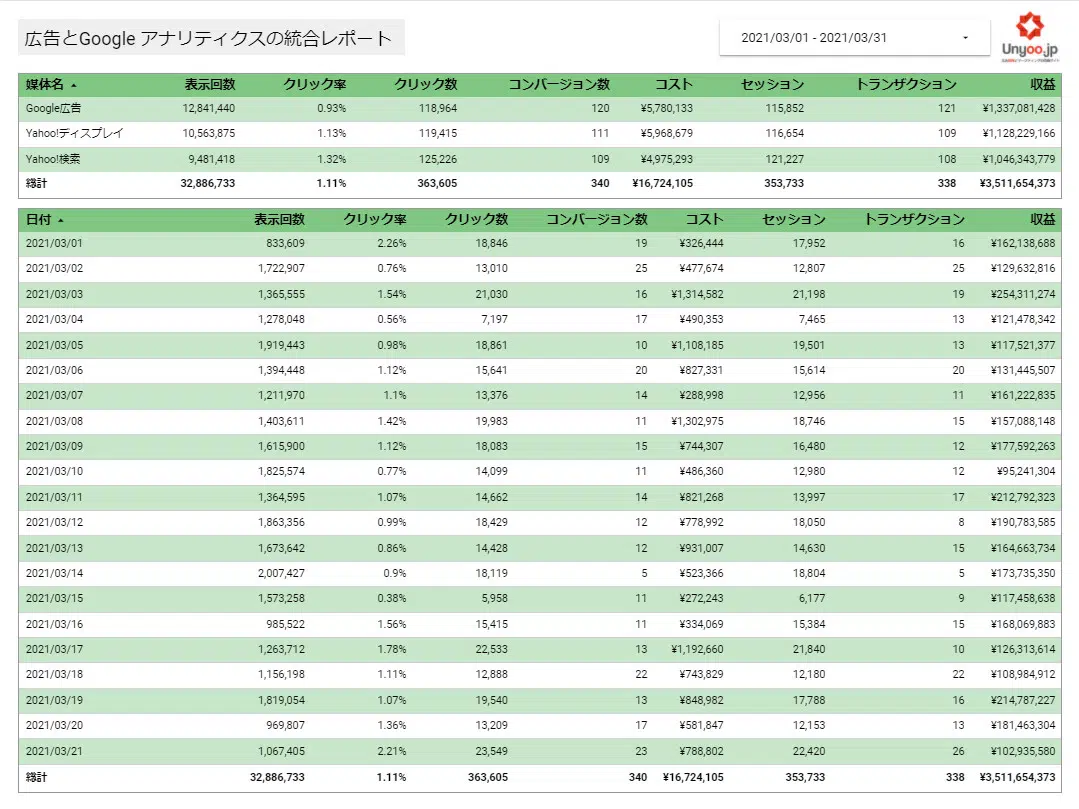 広告とGoogle アナリティクスの統合レポート
2021/03/01 - 2021/03/31
Unyoo.jp
媒体名 表示回数 クリック率 クリック数 コンバージョン数 コスト セッション トランザクション 収益
Google広告 12,841,440 0.93% 118,964 120 ¥5,780,133 115,852 121 ¥1,337,081,428
Yahoo!ディスプレイ 10,563,875 1.13% 119,415 111 ¥5,968,679 116,654 109 ¥1,128,229,166
Yahoo!検索 9,481,418 1.32% 125,226 109 ¥4,975,293 121,227 108 ¥1,046,343,779
総計 32,886,733 1.11% 363,605 340 ¥16,724,105 353,733 338 ¥3,511,654,373
日付 表示回数 クリック率 クリック数 コンバージョン数 コスト セッション トランザクション 収益
2021/03/01 833,609 2.26% 18,846 19 ¥326,444 17,952 16 ¥162,138,688
2021/03/02 1,722,907 0.76% 13,010 25 ¥477,674 12,807 25 ¥129,632,816
2021/03/03 1,365,555 1.54% 21,030 16 ¥1,314,582 21,198 19 ¥254,311,274
2021/03/04 1,278,048 0.56% 7,197 17 ¥490,353 7,465 13 ¥121,478,342
2021/03/05 1,919,443 0.98% 18,861 10 ¥1,108,185 19,501 13 ¥117,521,377
2021/03/06 1,394,448 1.12% 15,641 20 ¥827,331 15,614 20 ¥131,445,507
2021/03/07 1,211,970 1.1% 13,376 14 ¥288,998 12,956 11 ¥161,222,835
2021/03/08 1,403,611 1.42% 19,983 11 ¥1,302,975 18,746 15 ¥157,088,148
2021/03/09 1,615,900 1.12% 18,083 15 ¥744,307 16,480 12 ¥177,592,263
2021/03/10 1,825,574 0.77% 14,099 11 ¥486,360 12,980 12 ¥95,241,304
2021/03/11 1,364,595 1.07% 14,662 14 ¥821,268 13,997 17 ¥212,792,323
2021/03/12 1,863,356 0.99% 18,429 12 ¥778,992 18,050 8 ¥190,783,585
2021/03/13 1,673,642 0.86% 14,428 12 ¥931,007 14,630 15 ¥164,663,734
2021/03/14 2,007,427 0.9% 18,119 5 ¥523,366 18,804 5 ¥173,735,350
2021/03/15 1,573,258 0.38% 5,958 11 ¥272,243 6,177 9 ¥117,458,638
2021/03/16 985,522 1.56% 15,415 11 ¥334,069 15,384 15 ¥168,069,883
2021/03/17 1,263,712 1.78% 22,533 13 ¥1,192,660 21,840 10 ¥126,313,614
2021/03/18 1,156,198 1.11% 12,888 22 ¥743,829 12,180 22 ¥108,984,912
2021/03/19 1,819,054 1.07% 19,540 13 ¥848,982 17,788 16 ¥214,787,227
2021/03/20 969,807 1.36% 13,209 17 ¥581,847 12,153 13 ¥181,463,304
2021/03/21 1,067,405 2.21% 23,549 23 ¥788,802 22,420 26 ¥102,935,580
総計 32,886,733 1.11% 363,605 340 ¥16,724,105 353,733 338 ¥3,511,654,373